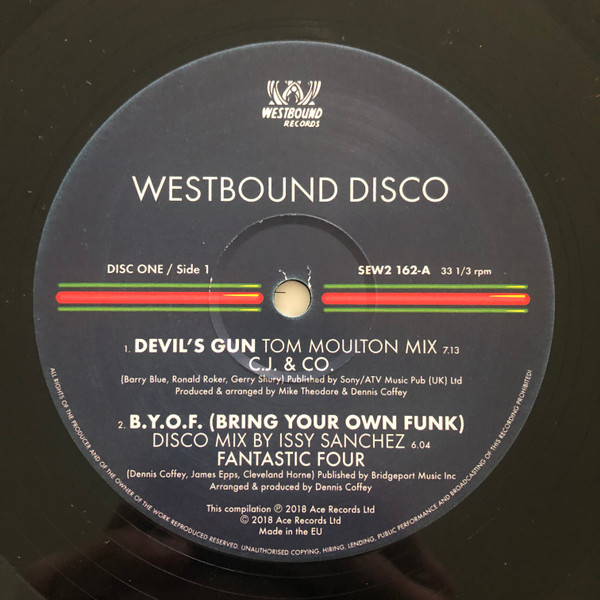 WESTBOUND
RECORDS
WESTBOUND DISCO
DISC ONE / Side 1
SEW2 162-A 33 1/3 rpm
1. DEVIL'S GUN TOM MOULTON MIX 7.13
C.J. & CO.
(Barry Blue, Ronald Roker, Gerry Shury) Published by Sony/ATV Music Pub (UK) Ltd
Produced & arranged by Mike Theodore & Dennis Coffey
2. B.Y.O.F. (BRING YOUR OWN FUNK)
DISCO MIX BY ISSY SANCHEZ 6.04
FANTASTIC FOUR
(Dennis Coffey, James Epps, Cleveland Horne) Published by Bridgeport Music Inc
Arranged & produced by Dennis Coffey
This compilation ℗ 2018 Ace Records Ltd
© 2018 Ace Records Ltd
Made in the EU
ALL RIGHTS OF THE PRODUCER AND OF THE OWNER OF THE WORK REPRODUCED RESERVED. UNAUTHORISED COPYING, HIRING, LENDING, PUBLIC PERFORMANCE AND BROADCASTING OF THIS RECORDING PROHIBITED!